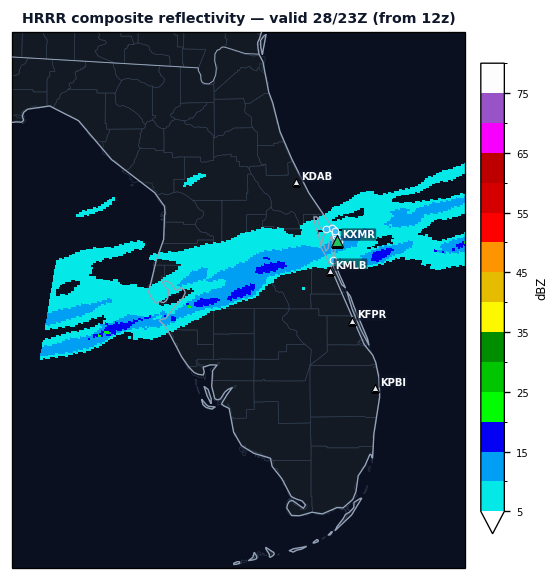 HRRR composite reflectivity — valid 28/23Z (from 12z)
KDAB
KXMR
KMLB
KFPR
KPBI
75
65
55
45
35
25
15
5
dBZ